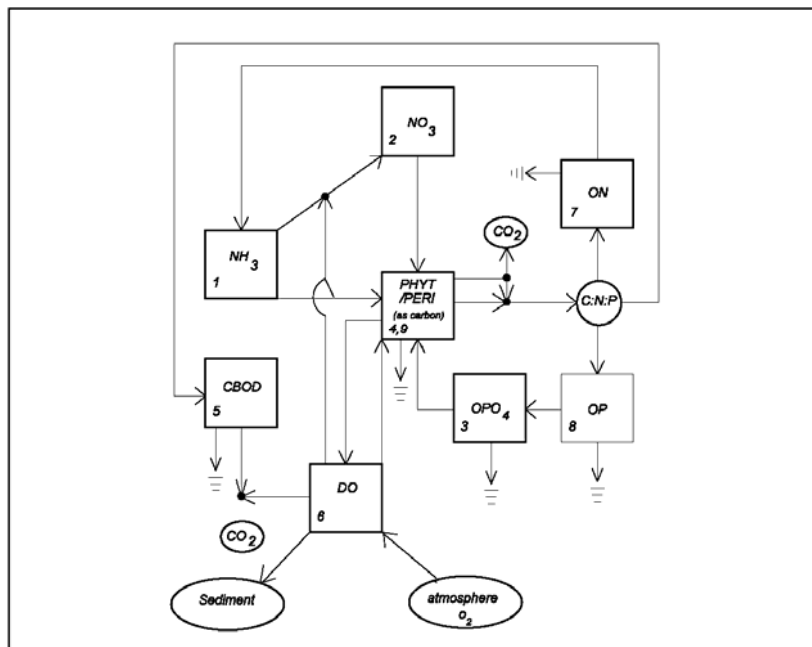 NO3
2
ON
7
CO2
NH3
1
PHYT
/PERI
(as carbon)
4,9
C:N:P
CBOD
5
OPO4
3
OP
8
DO
6
CO2
Sediment
atmosphere
O2